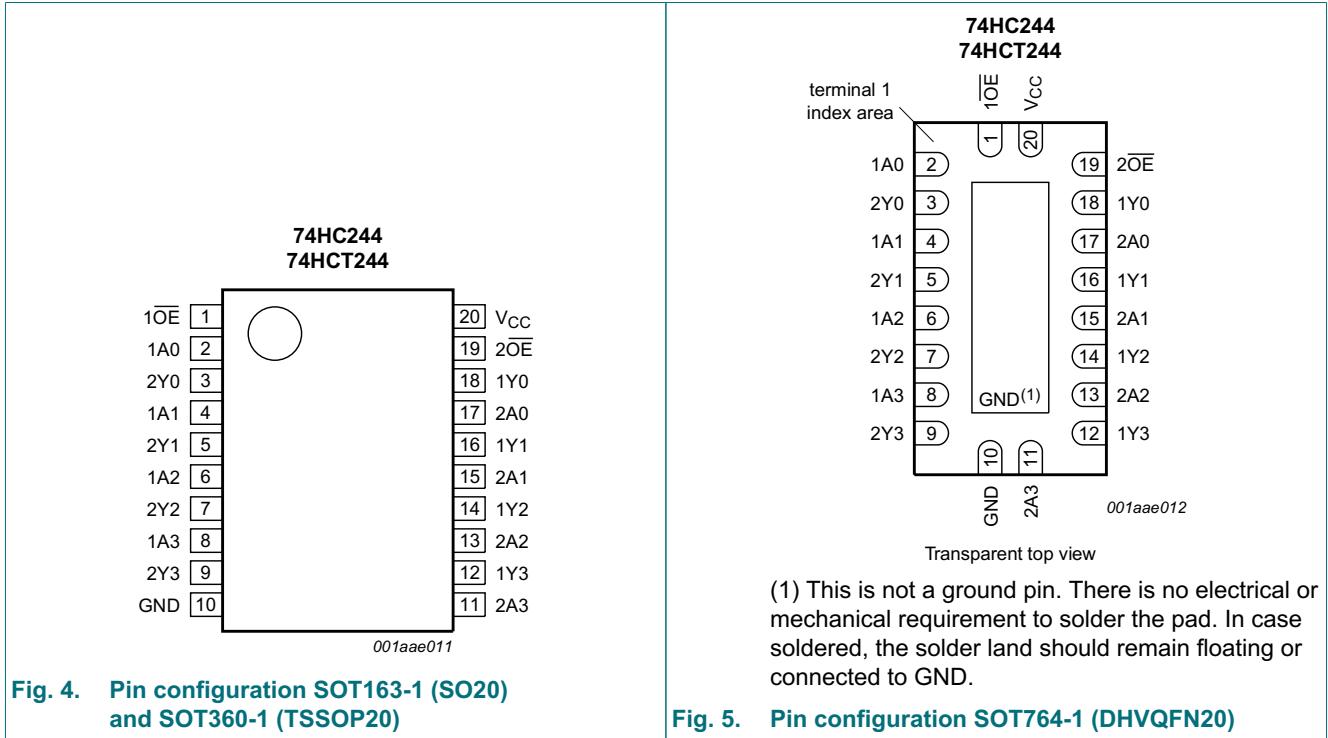 74HC244
74HCT244
1OE 1
1A0 2
2Y0 3
1A1 4
2Y1 5
1A2 6
2Y2 7
1A3 8
2Y3 9
GND 10
20 VCC
19 2OE
18 1Y0
17 2A0
16 1Y1
15 2A1
14 1Y2
13 2A2
12 1Y3
11 2A3
001aae011
Fig. 4. Pin configuration SOT163-1 (SO20)
and SOT360-1 (TSSOP20)
74HC244
74HCT244
terminal 1
index area
1OE
VCC
1
20
1A0 2
2Y0 3
1A1 4
2Y1 5
1A2 6
2Y2 7
1A3 8
2Y3 9
19 2OE
18 1Y0
17 2A0
16 1Y1
15 2A1
14 1Y2
13 2A2
12 1Y3
GND(1)
10
11
GND
2A3
001aae012
Transparent top view
(1) This is not a ground pin. There is no electrical or
mechanical requirement to solder the pad. In case
soldered, the solder land should remain floating or
connected to GND.
Fig. 5. Pin configuration SOT764-1 (DHVQFN20)